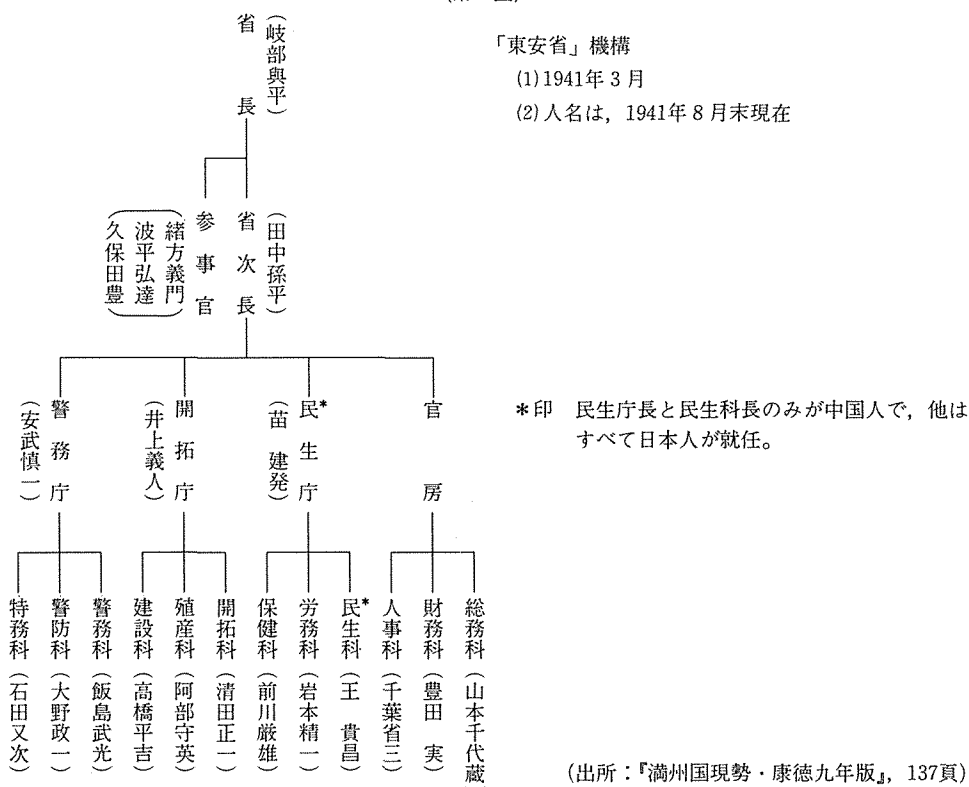 「東安省」機構
(1)1941年3月
(2)人名は，1941年8月末現在
省長
(岐部與平)
省次長
(田中孫平)
参事官
(緒方義門
波平弘達
久保田豊)
官房
民*生庁
(苗 建発)
開拓庁
(井上義人)
警務庁
(安武慎一)
＊印 民生庁長と民生科長のみが中国人で，他は
すべて日本人が就任。
総務科(山本千代蔵
財務科(豊田 実)
人事科(千葉省三)
民*生科(王 貴昌)
労務科(岩本精一)
保健科(前川厳雄)
開拓科(清田正一)
殖産科(阿部守英)
建設科(高橋平吉)
警務科(飯島武光)
警防科(大野政一)
特務科(石田又次)
(出所：『満州国現勢・康徳九年版』，137頁)